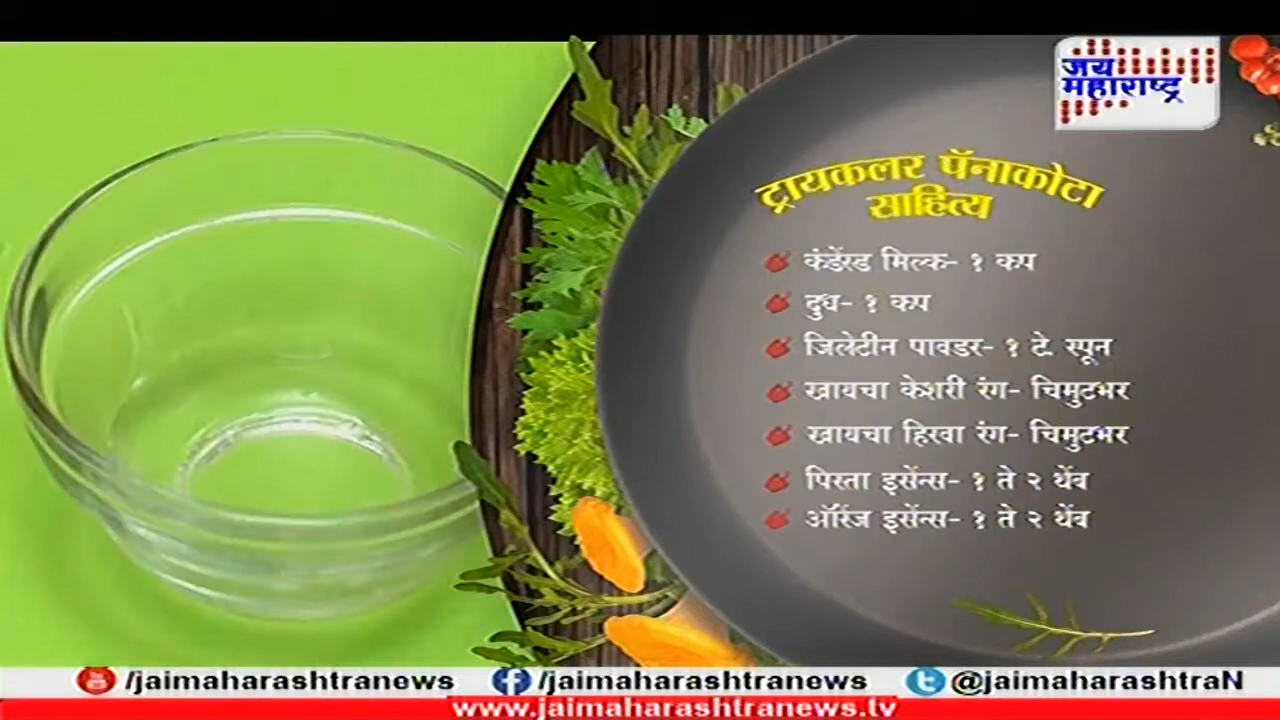 जय
महाराष्ट्र
ट्रायकलर पॅनाकोटा
साहित्य
कंडेंस्ड मिल्क- १ कप
दुध- १ कप
जिलेटीन पावडर- १ टे. स्पून
खायचा केशरी रंग- चिमुटभर
खायचा हिरवा रंग- चिमुटभर
पिस्ता इसेंन्स- १ ते २ थेंब
ऑरेंज इसेंन्स- १ ते २ थेंब
/jaimaharashtranews /jaimaharashtranews @jaimaharashtraN
www.jaimaharashtranews.tv